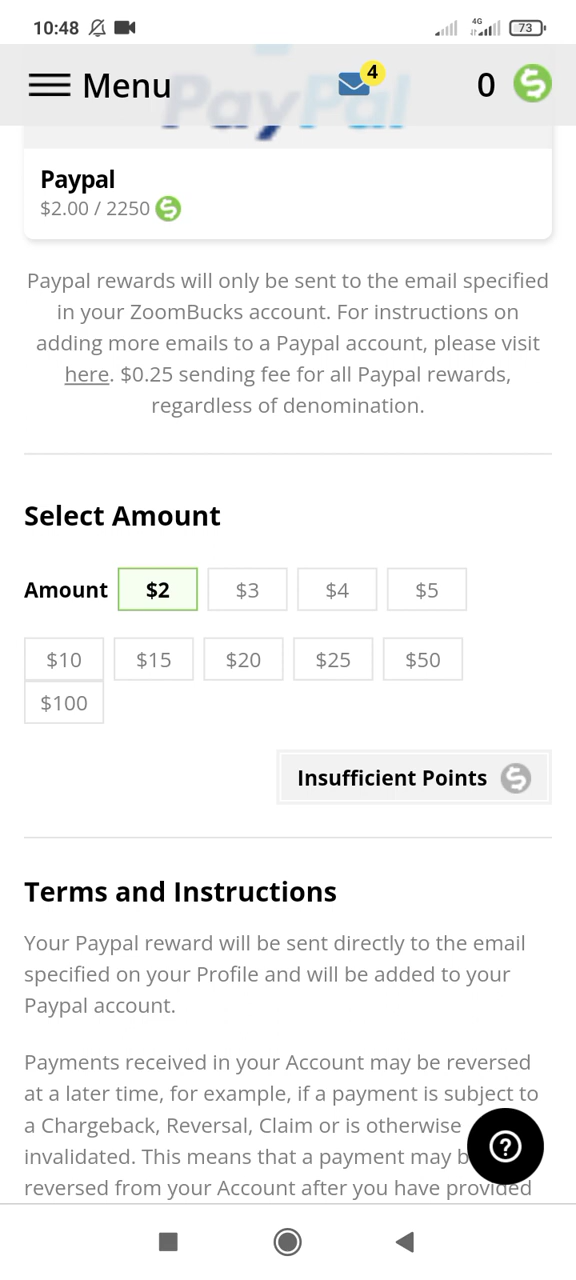 10:48 4G 73
Menu 4 0
PayPal
Paypal
$2.00 / 2250
Paypal rewards will only be sent to the email specified
in your ZoomBucks account. For instructions on
adding more emails to a Paypal account, please visit
here. $0.25 sending fee for all Paypal rewards,
regardless of denomination.
Select Amount
Amount $2 $3 $4 $5
$10 $15 $20 $25 $50
$100
Insufficient Points
Terms and Instructions
Your Paypal reward will be sent directly to the email
specified on your Profile and will be added to your
Paypal account.
Payments received in your Account may be reversed
at a later time, for example, if a payment is subject to
a Chargeback, Reversal, Claim or is otherwise
invalidated. This means that a payment may
reversed from your Account after you have provided